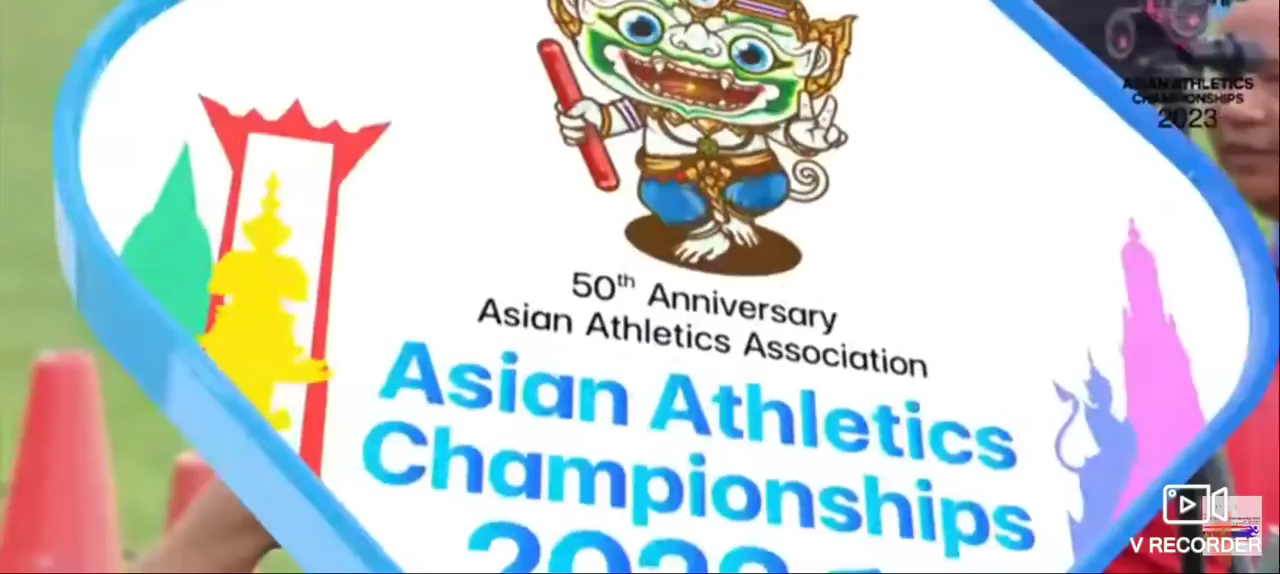 ASIAN ATHLETICS
CHAMPIONSHIPS
2023
50th Anniversary
Asian Athletics Association
Asian Athletics
Championships
V RECORDER